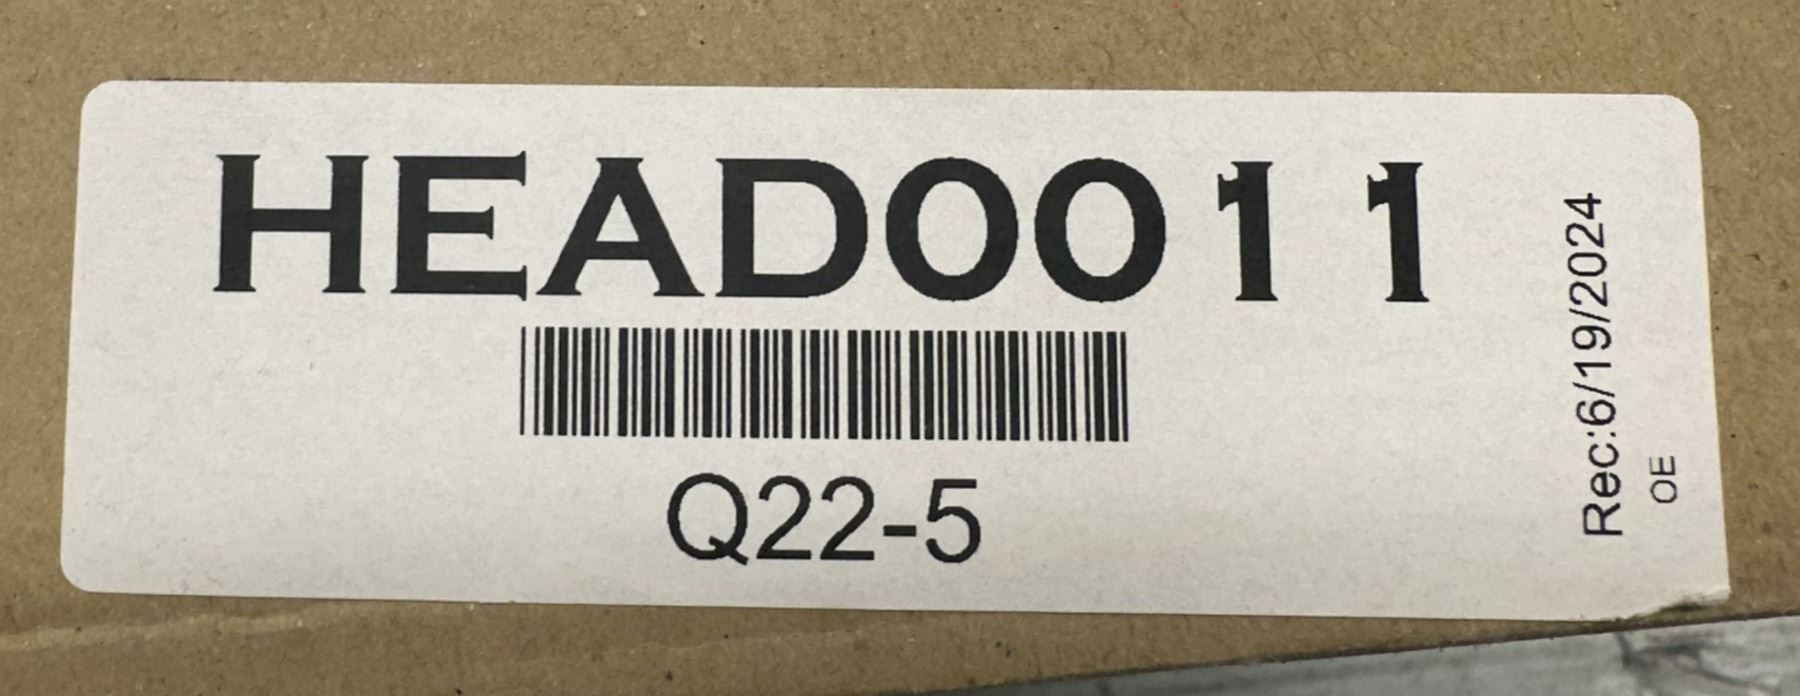 HEAD0011
Q22-5
Rec:6/19/2024
OE